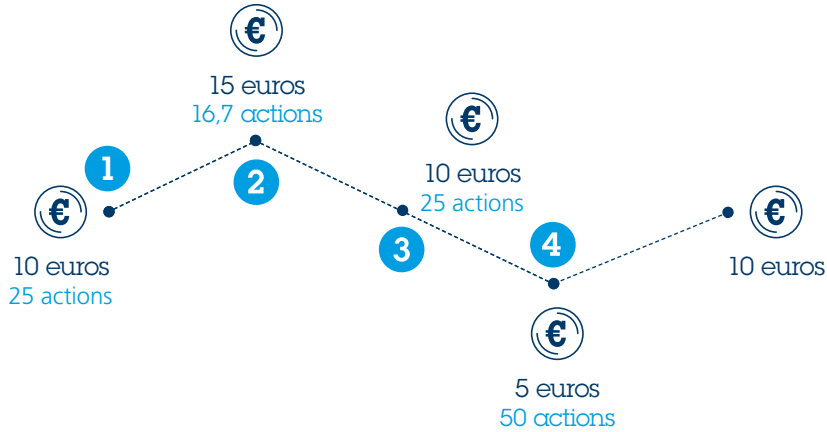 €
15 euros
16,7 actions
€
10 euros
25 actions
1
2
€
10 euros
25 actions
3
4
€
10 euros
€
5 euros
50 actions